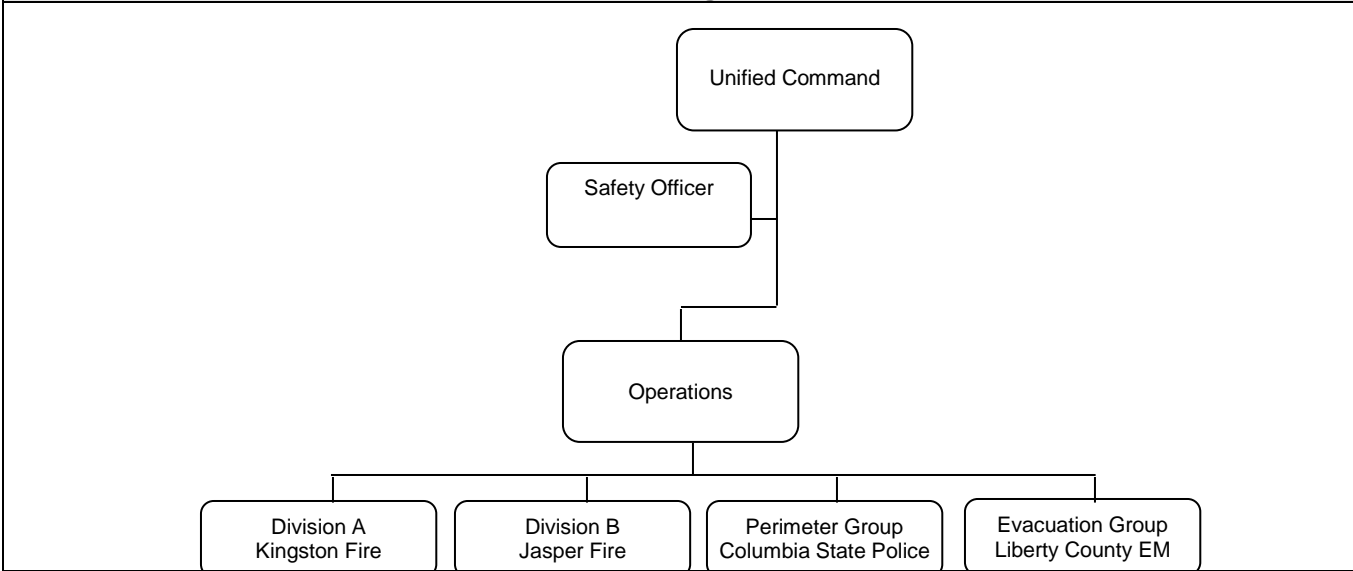 Unified Command
Safety Officer
Operations
Division A
Kingston Fire
Division B
Jasper Fire
Perimeter Group
Columbia State Police
Evacuation Group
Liberty County EM